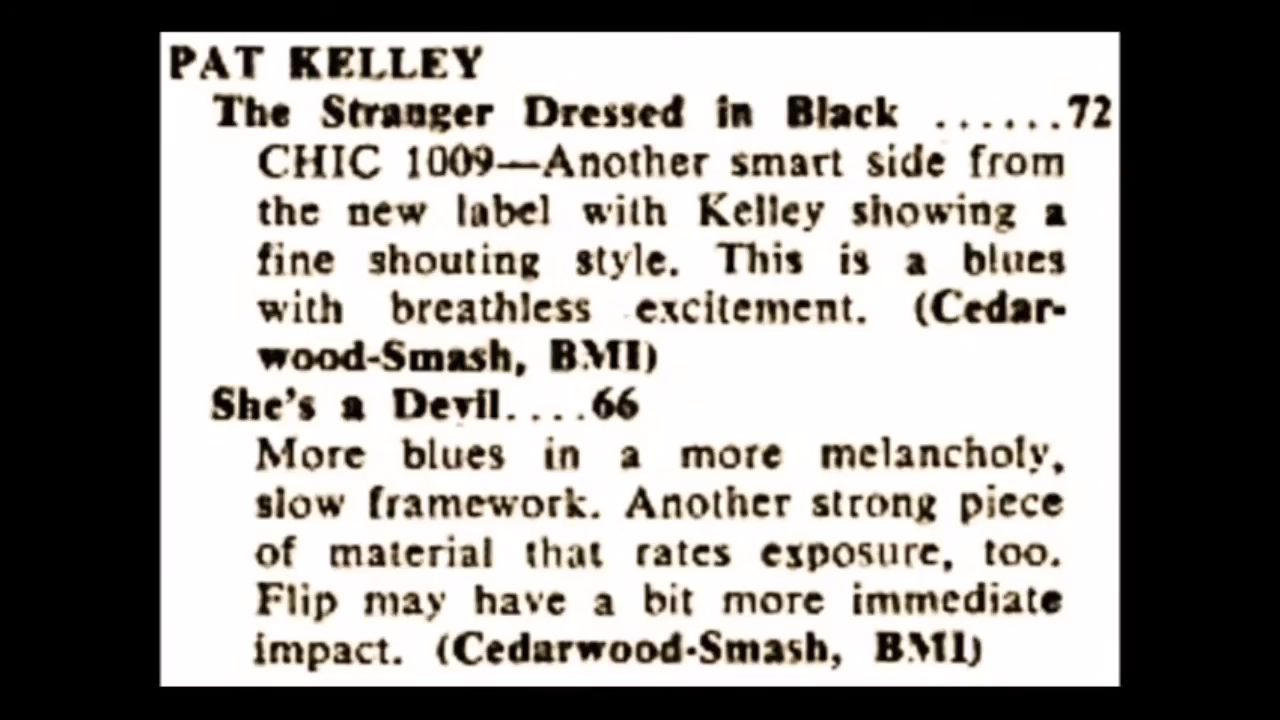 PAT KELLEY
The Stranger Dressed in Black ......72
CHIC 1009—Another smart side from
the new label with Kelley showing a
fine shouting style. This is a blues
with breathless excitement. (Cedar-
wood-Smash, BMI)
She's a Devil....66
More blues in a more melancholy,
slow framework. Another strong piece
of material that rates exposure, too.
Flip may have a bit more immediate
impact. (Cedarwood-Smash, BMI)